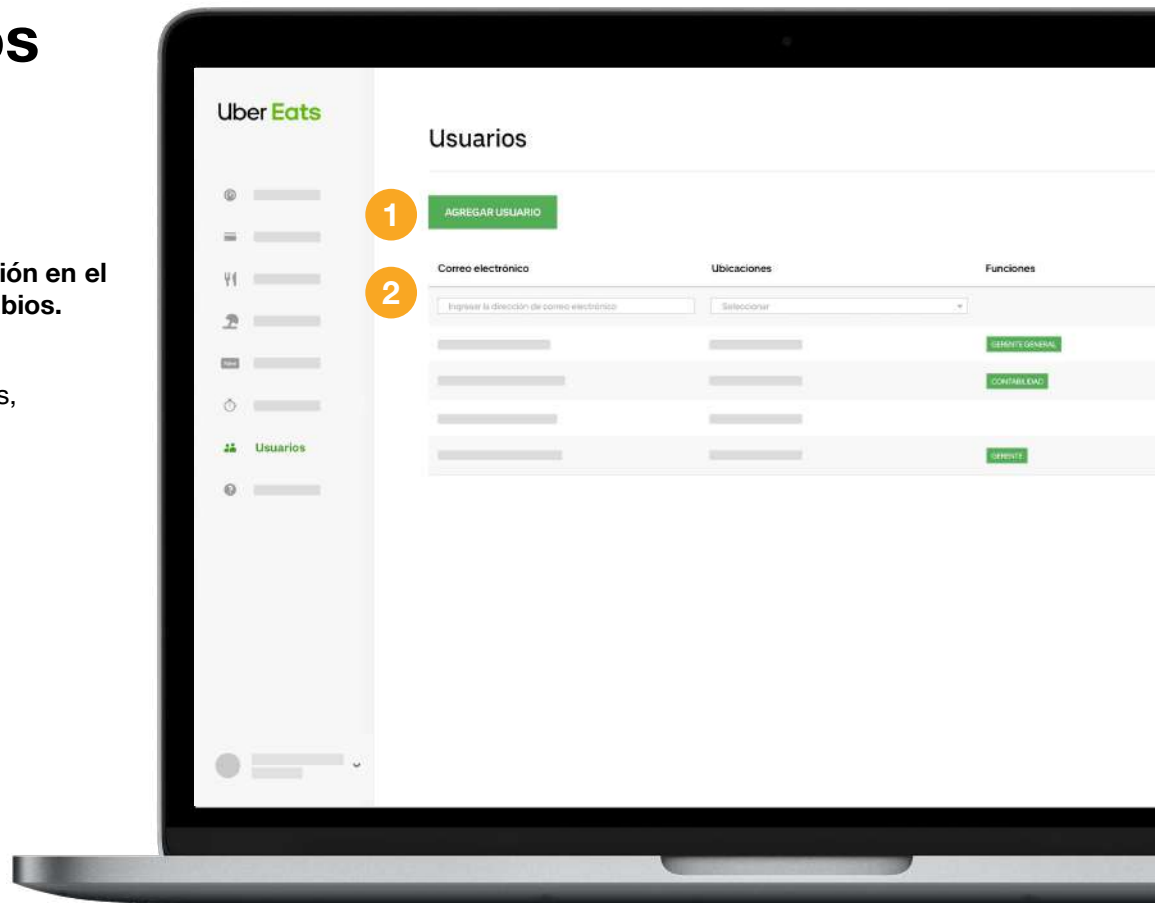 os
ión en el
bios.
s,
Uber Eats
Usuarios
Usuarios
1
AGREGAR USUARIO
2
Correo electrónico Ubicaciones Funciones
Ingresar la dirección de correo electrónico Seleccionar
GERENTE GENERAL
CONTABILIDAD
GERENTE